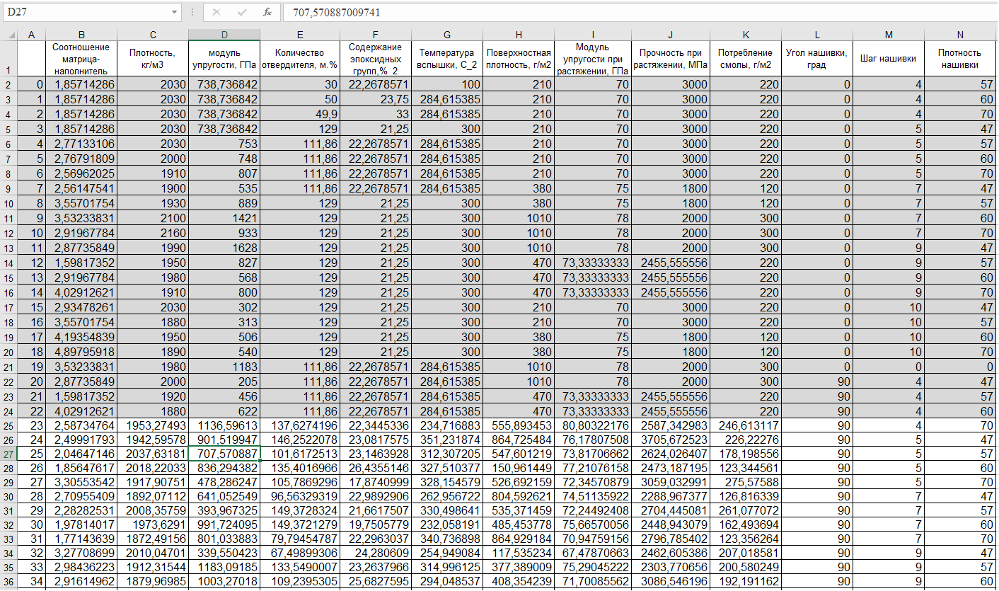 D27 fx 707,570887009741
A B C D E F G H I J K L M N
1 Соотношение матрица-наполнитель Плотность, кг/м3 модуль упругости, ГПа Количество отвердителя, м.% Содержание эпоксидных групп,%_2 Температура вспышки, С_2 Поверхностная плотность, г/м2 Модуль упругости при растяжении, ГПа Прочность при растяжении, МПа Потребление смолы, г/м2 Угол нашивки, град Шаг нашивки Плотность нашивки
2 0 1,85714286 2030 738,736842 30 22,2678571 100 210 70 3000 220 0 4 57
3 1 1,85714286 2030 738,736842 50 23,75 284,615385 210 70 3000 220 0 4 60
4 2 1,85714286 2030 738,736842 49,9 33 284,615385 210 70 3000 220 0 4 70
5 3 1,85714286 2030 738,736842 129 21,25 300 210 70 3000 220 0 5 47
6 4 2,77133106 2030 753 111,86 22,2678571 284,615385 210 70 3000 220 0 5 57
7 5 2,76791809 2000 748 111,86 22,2678571 284,615385 210 70 3000 220 0 5 60
8 6 2,56962025 1910 807 111,86 22,2678571 284,615385 210 70 3000 220 0 5 70
9 7 2,56147541 1900 535 111,86 22,2678571 284,615385 380 75 1800 120 0 7 47
10 8 3,55701754 1930 889 129 21,25 300 380 75 1800 120 0 7 57
11 9 3,53233831 2100 1421 129 21,25 300 1010 78 2000 300 0 7 60
12 10 2,91967784 2160 933 129 21,25 300 1010 78 2000 300 0 7 70
13 11 2,87735849 1990 1628 129 21,25 300 1010 78 2000 300 0 9 47
14 12 1,59817352 1950 827 129 21,25 300 470 73,33333333 2455,555556 220 0 9 57
15 13 2,91967784 1980 568 129 21,25 300 470 73,33333333 2455,555556 220 0 9 60
16 14 4,02912621 1910 800 129 21,25 300 470 73,33333333 2455,555556 220 0 9 70
17 15 2,93478261 2030 302 129 21,25 300 210 70 3000 220 0 10 47
18 16 3,55701754 1880 313 129 21,25 300 210 70 3000 220 0 10 57
19 17 4,19354839 1950 506 129 21,25 300 380 75 1800 120 0 10 60
20 18 4,89795918 1890 540 129 21,25 300 380 75 1800 120 0 10 70
21 19 3,53233831 1980 1183 111,86 22,2678571 284,615385 1010 78 2000 300 0 0 0
22 20 2,87735849 2000 205 111,86 22,2678571 284,615385 1010 78 2000 300 90 4 47
23 21 1,59817352 1920 456 111,86 22,2678571 284,615385 470 73,33333333 2455,555556 220 90 4 57
24 22 4,02912621 1880 622 111,86 22,2678571 284,615385 470 73,33333333 2455,555556 220 90 4 60
25 23 2,58734764 1953,27493 1136,59613 137,6274196 22,3445336 234,716883 555,893453 80,80322176 2587,342983 246,613117 90 4 70
26 24 2,49991793 1942,59578 901,519947 146,2522078 23,0817575 351,231874 864,725484 76,17807508 3705,672523 226,22276 90 5 47
27 25 2,04647146 2037,63181 707,570887 101,6172513 23,1463928 312,307205 547,601219 73,81706662 2624,026407 178,198556 90 5 57
28 26 1,85647617 2018,22033 836,294382 135,4016966 26,4355146 327,510377 150,961449 77,21076158 2473,187195 123,344561 90 5 60
29 27 3,30553542 1917,90751 478,286247 105,7869296 17,8740999 328,154579 526,692159 72,34570879 3059,032991 275,57588 90 5 70
30 28 2,70955409 1892,07112 641,052549 96,56329319 22,9892906 262,956722 804,592621 74,51135922 2288,967377 126,816339 90 7 47
31 29 2,28282531 2008,35759 393,967325 149,3728324 21,6617507 330,498641 535,371459 72,24492408 2704,445081 261,077072 90 7 57
32 30 1,97814017 1973,6291 991,724095 149,3721279 19,7505779 232,058191 485,453778 75,66570056 2448,943079 162,493694 90 7 60
33 31 1,77143639 1872,49156 801,033883 79,79454787 22,2963037 340,736898 864,929184 70,94759156 2796,785402 123,356264 90 7 70
34 32 3,27708699 2010,04701 339,550423 67,49899306 24,280609 254,949084 117,535234 67,47870663 2462,605386 207,018581 90 9 47
35 33 2,98436223 1912,31544 1183,09185 133,5490007 23,2637966 314,996125 377,389009 75,29045222 2303,770656 200,580249 90 9 57
36 34 2,91614962 1879,96985 1003,27018 109,2395305 25,6827595 294,048537 408,354239 71,70085562 3086,546196 192,191162 90 9 60